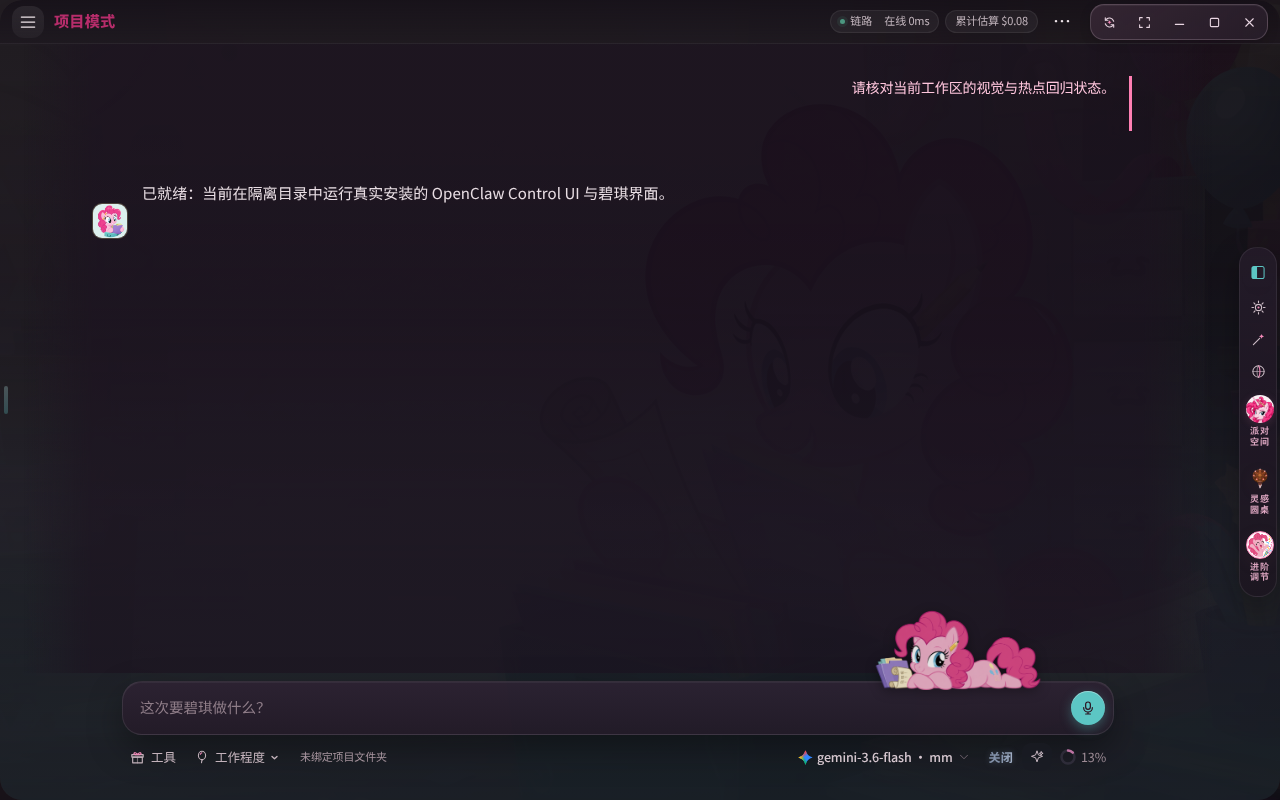 项目模式
链路 在线 0ms
累计估算 $0.08
请核对当前工作区的视觉与热点回归状态。
已就绪：当前在隔离目录中运行真实安装的 OpenClaw Control UI 与碧琪界面。
派对
空间
灵感
圆桌
进阶
调节
这次要碧琪做什么？
工具
工作程度
未绑定项目文件夹
gemini-3.6-flash • mm
关闭
13%